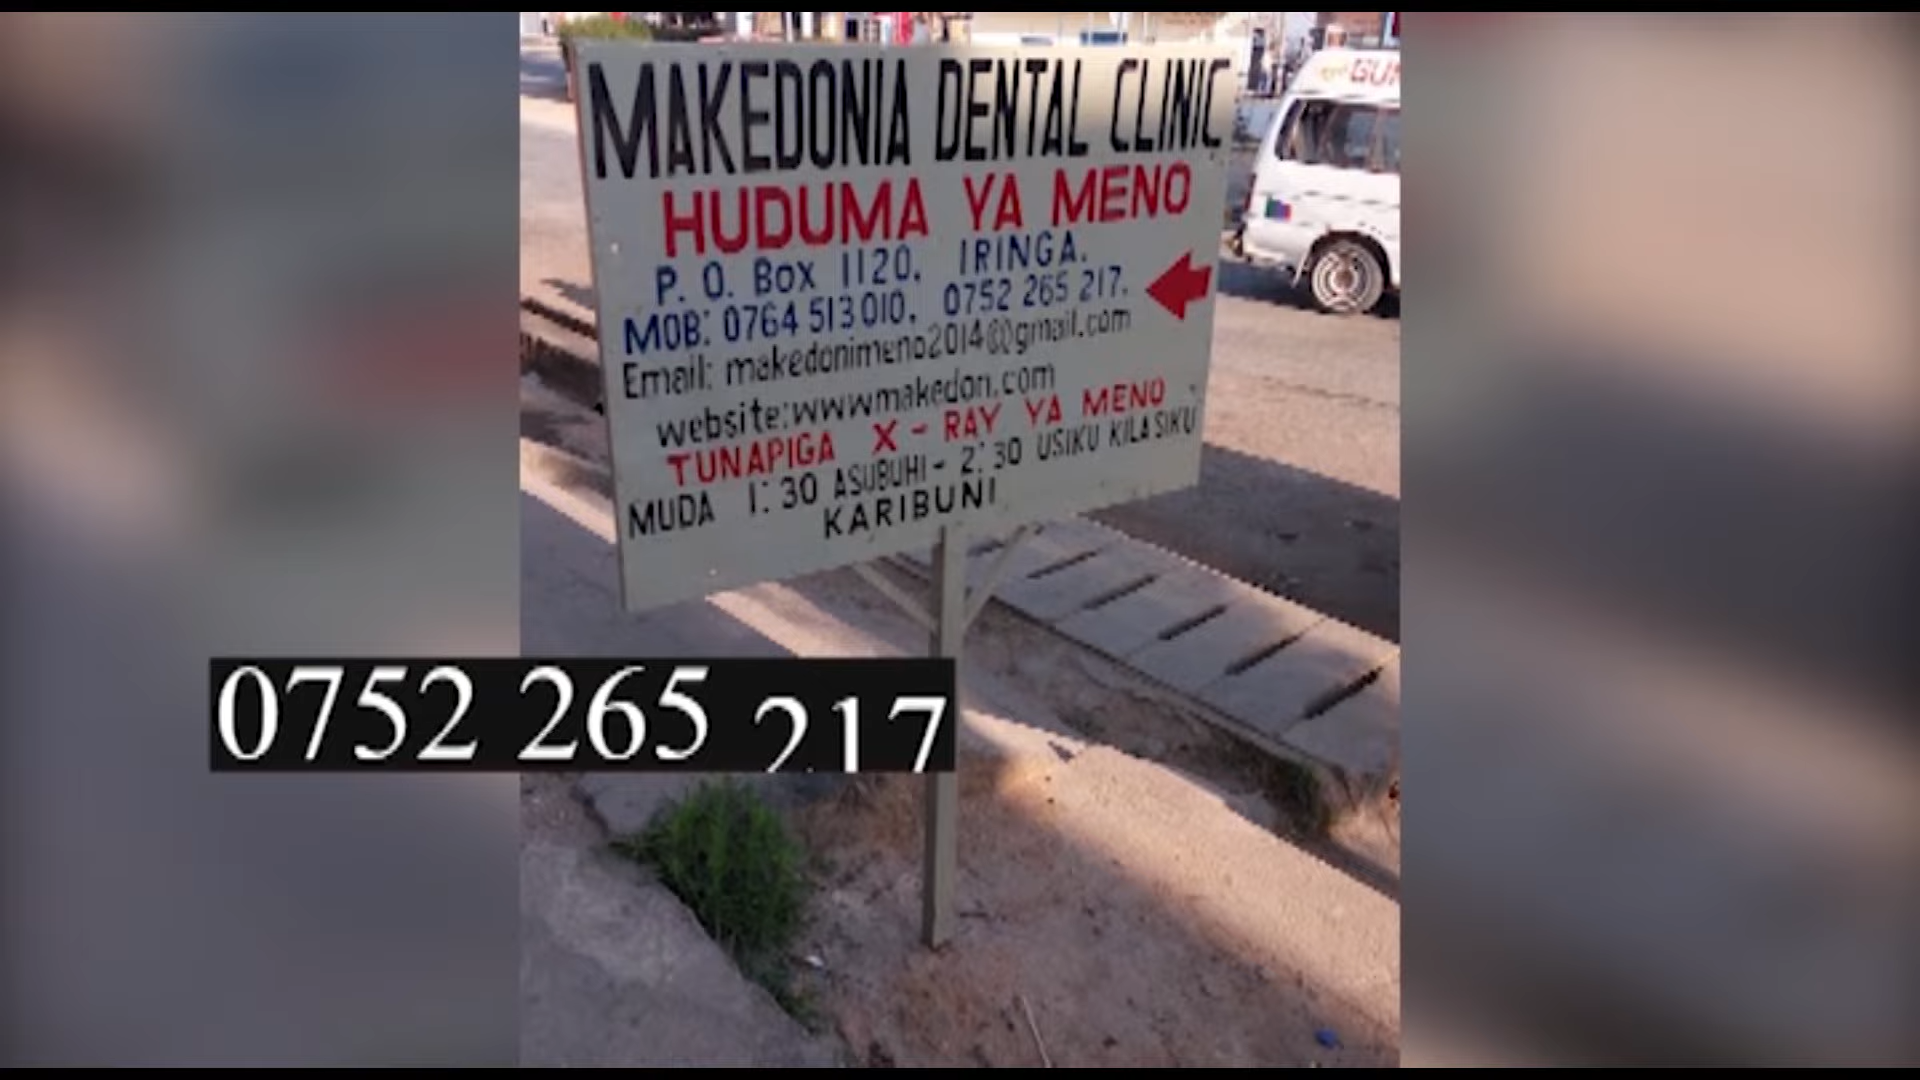 MAKEDONIA DENTAL CLINIC
HUDUMA YA MENO
P. O. Box 1120, IRINGA.
MOB: 0764 513 010, 0752 265 217.
Email: makedonimeno2014@gmail.com
website:wwwmakedon.com
TUNAPIGA X - RAY YA MENO
MUDA 1:30 ASUBUHI - 2:30 USIKU KILA SIKU
KARIBUNI
0752 265 217